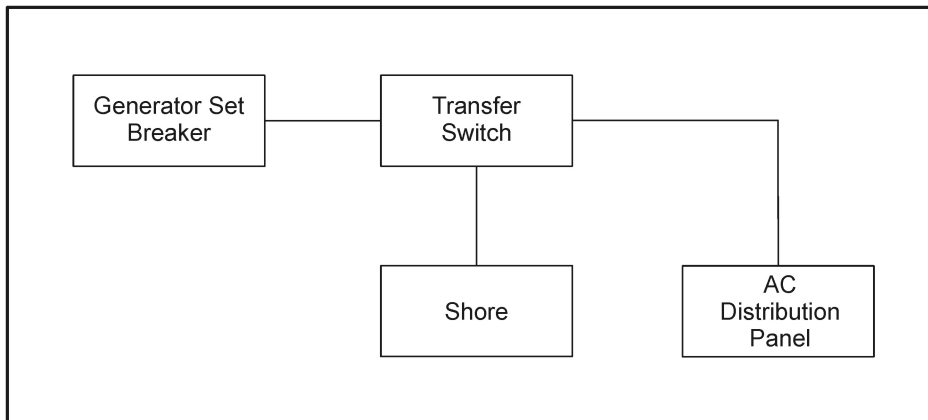 Generator Set
Breaker
Transfer
Switch
Shore
AC
Distribution
Panel